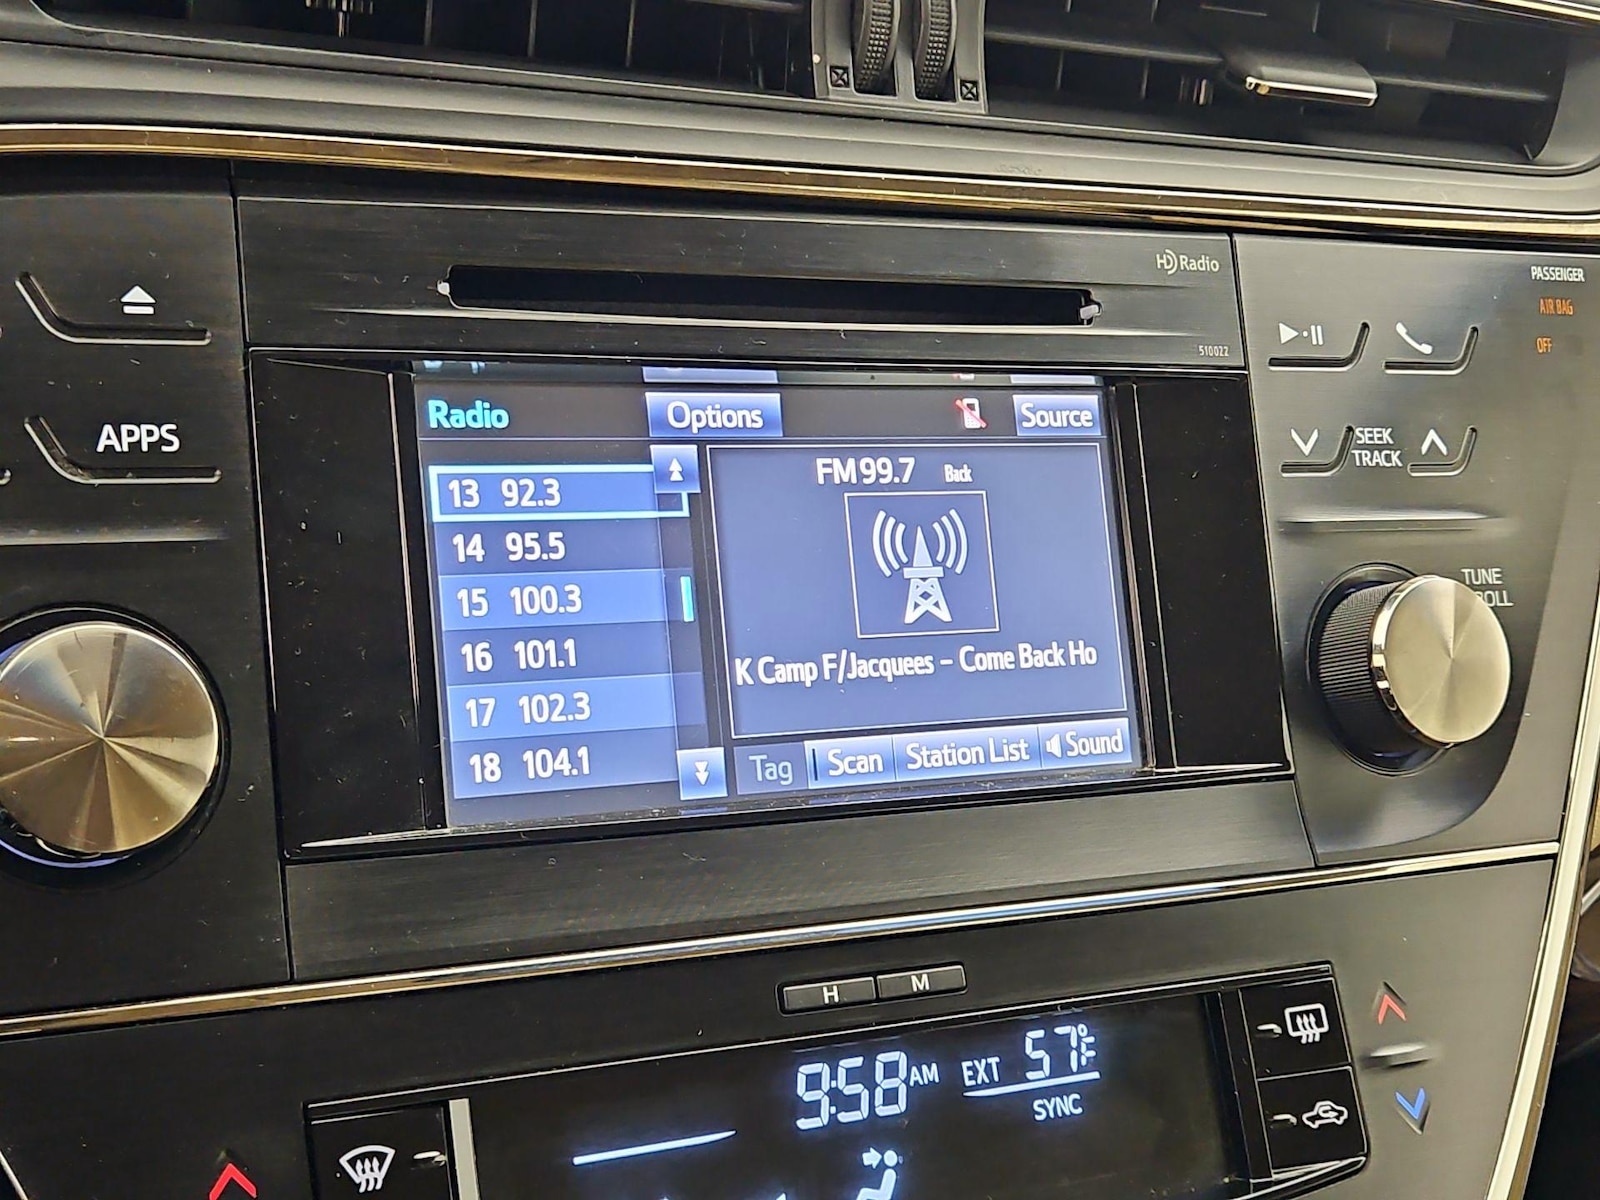 HD Radio
510022
PASSENGER
AIR BAG
OFF
APPS
Radio
Options
Source
13 92.3
14 95.5
15 100.3
16 101.1
17 102.3
18 104.1
FM 99.7 Back
K Camp F/Jacquees - Come Back Ho
Tag
Scan
Station List
Sound
SEEK
TRACK
TUNE
H
M
9:58 AM
EXT 57°F
SYNC